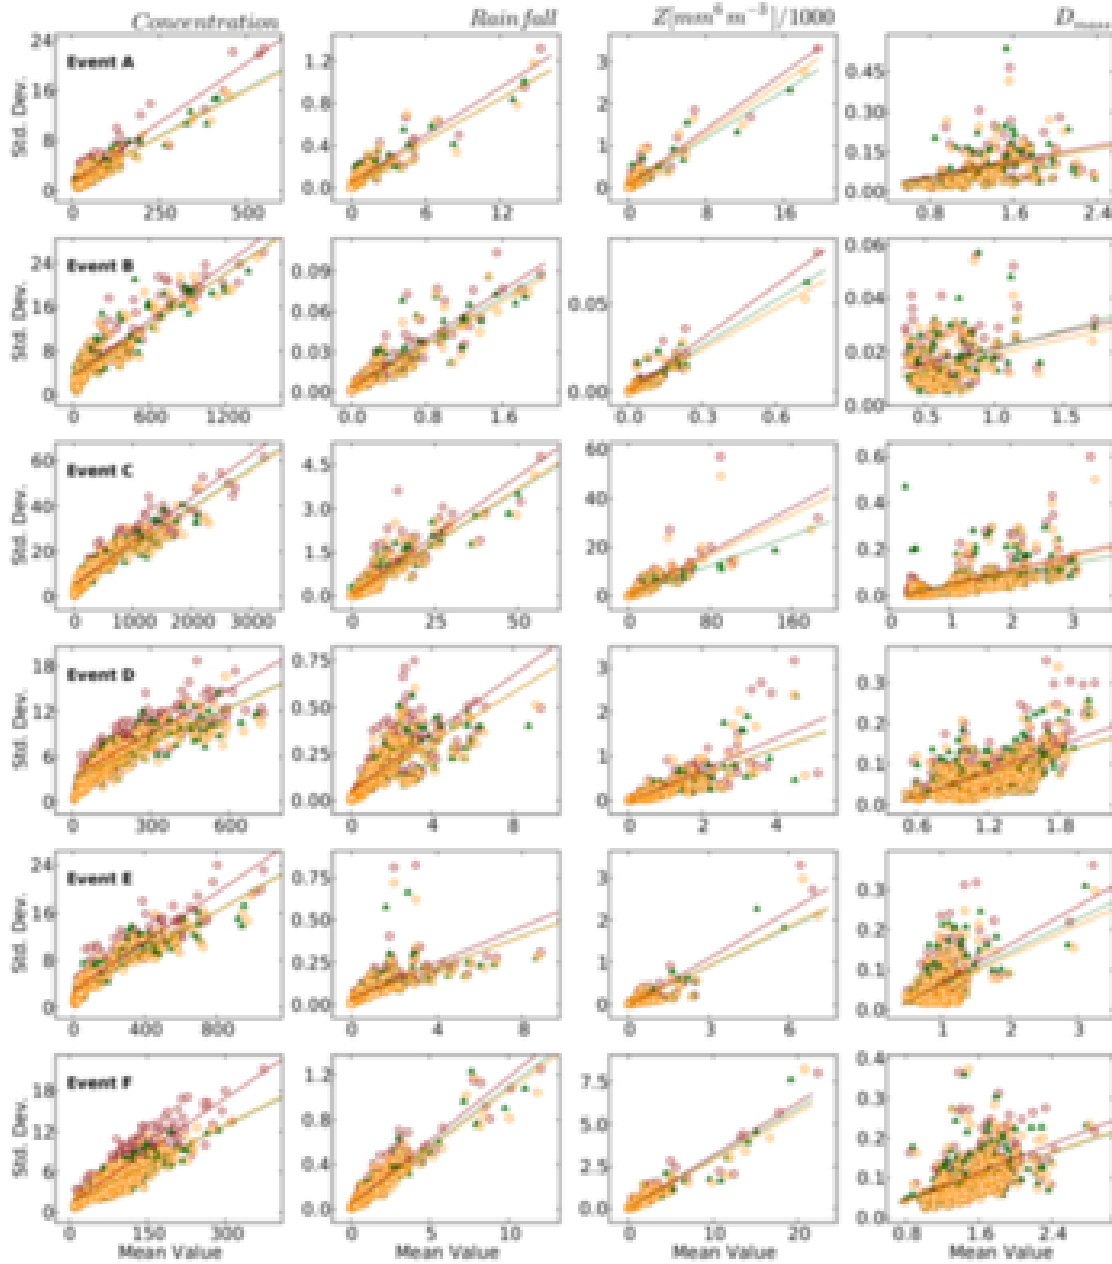 Concentration Rainfall Z[mm⁶ m⁻³]/1000 D_mass
Event A
Std. Dev.
24 16 8 0
0 250 500
1.2 0.8 0.4 0.0
0 6 12
3 2 1 0
0 8 16
0.45 0.30 0.15 0.00
0.8 1.6 2.4
Event B
Std. Dev.
24 16 8 0
0 600 1200
0.09 0.06 0.03 0.00
0.0 0.8 1.6
0.05 0.00
0.0 0.3 0.6
0.06 0.04 0.02 0.00
0.5 1.0 1.5
Event C
Std. Dev.
60 40 20 0
0 1000 2000 3000
4.5 3.0 1.5 0.0
0 25 50
60 40 20 0
0 80 160
0.6 0.4 0.2 0.0
0 1 2 3
Event D
Std. Dev.
18 12 6 0
0 300 600
0.75 0.50 0.25 0.00
0 4 8
3 2 1 0
0 2 4
0.3 0.2 0.1 0.0
0.6 1.2 1.8
Event E
Std. Dev.
24 16 8 0
0 400 800
0.75 0.50 0.25 0.00
0 4 8
3 2 1 0
0 3 6
0.3 0.2 0.1 0.0
1 2 3
Event F
Std. Dev.
18 12 6 0
0 150 300
1.2 0.8 0.4 0.0
0 5 10
7.5 5.0 2.5 0.0
0 10 20
0.4 0.3 0.2 0.1 0.0
0.8 1.6 2.4
Mean Value Mean Value Mean Value Mean Value